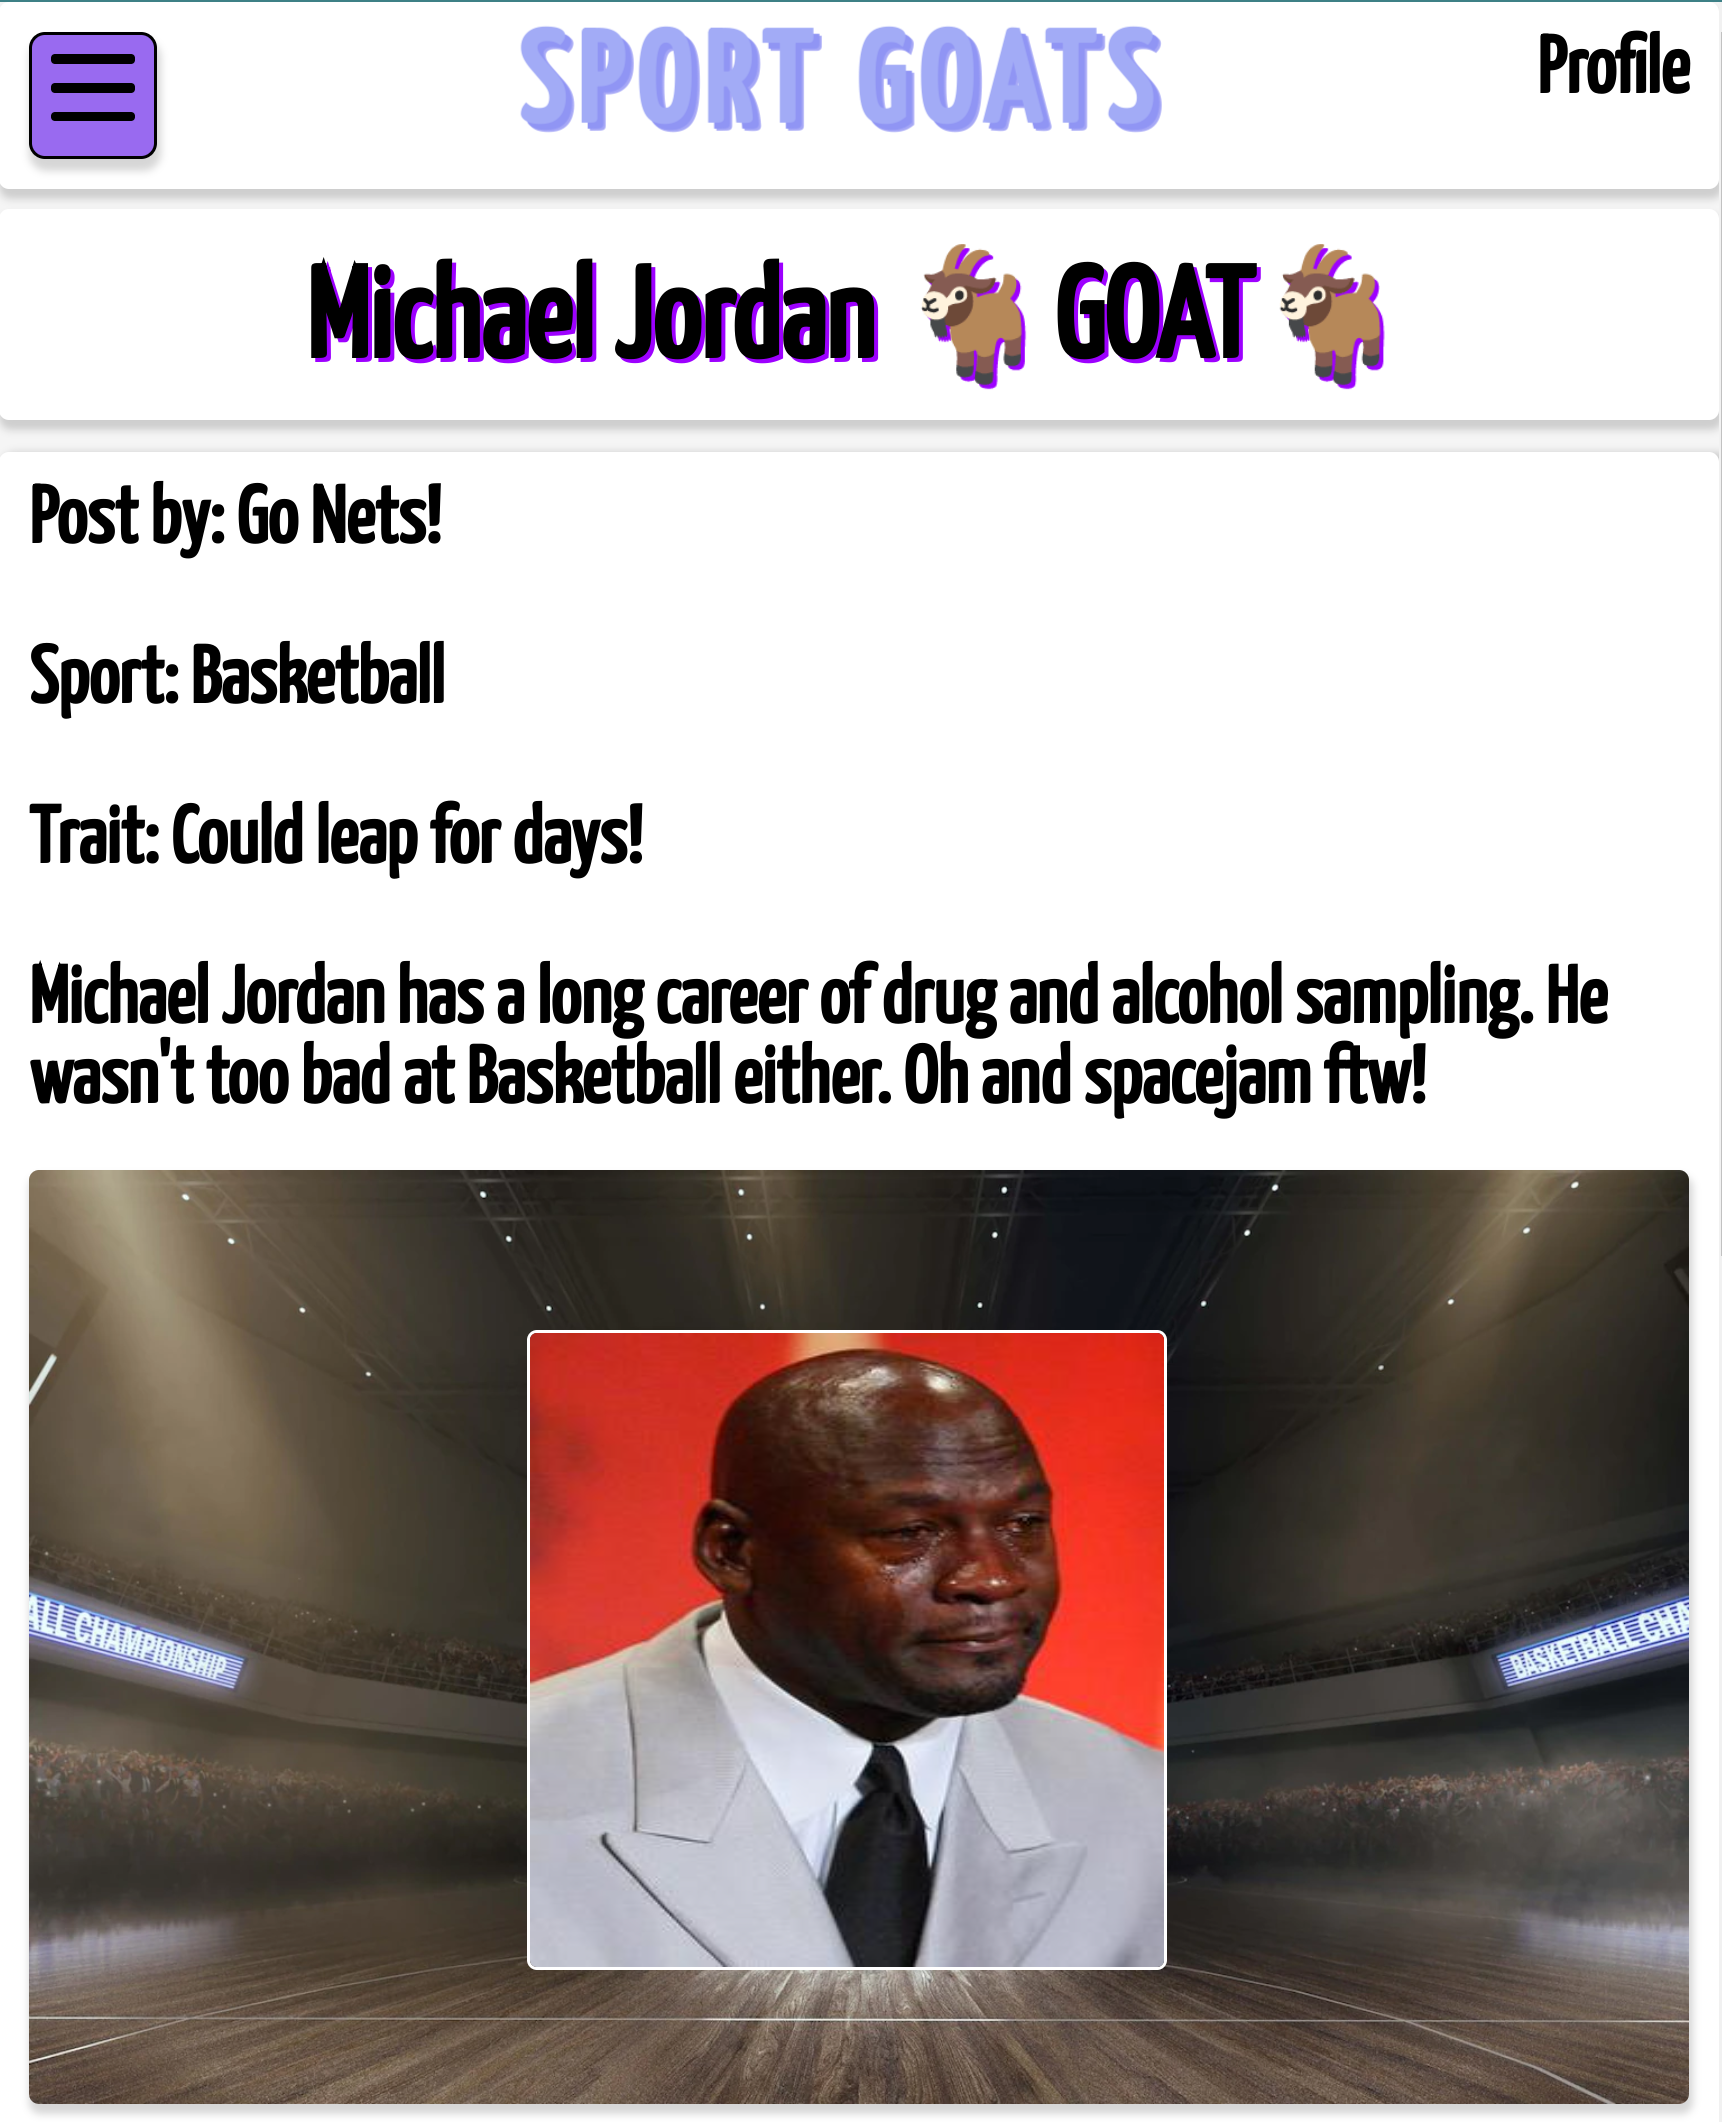 SPORT GOATS
Profile
Michael Jordan 🐐 GOAT🐐
Post by: Go Nets!
Sport: Basketball
Trait: Could leap for days!
Michael Jordan has a long career of drug and alcohol sampling. He
wasn't too bad at Basketball either. Oh and spacejam ftw!
ALL CHAMPIONSHIP
BASKETBALL CHA